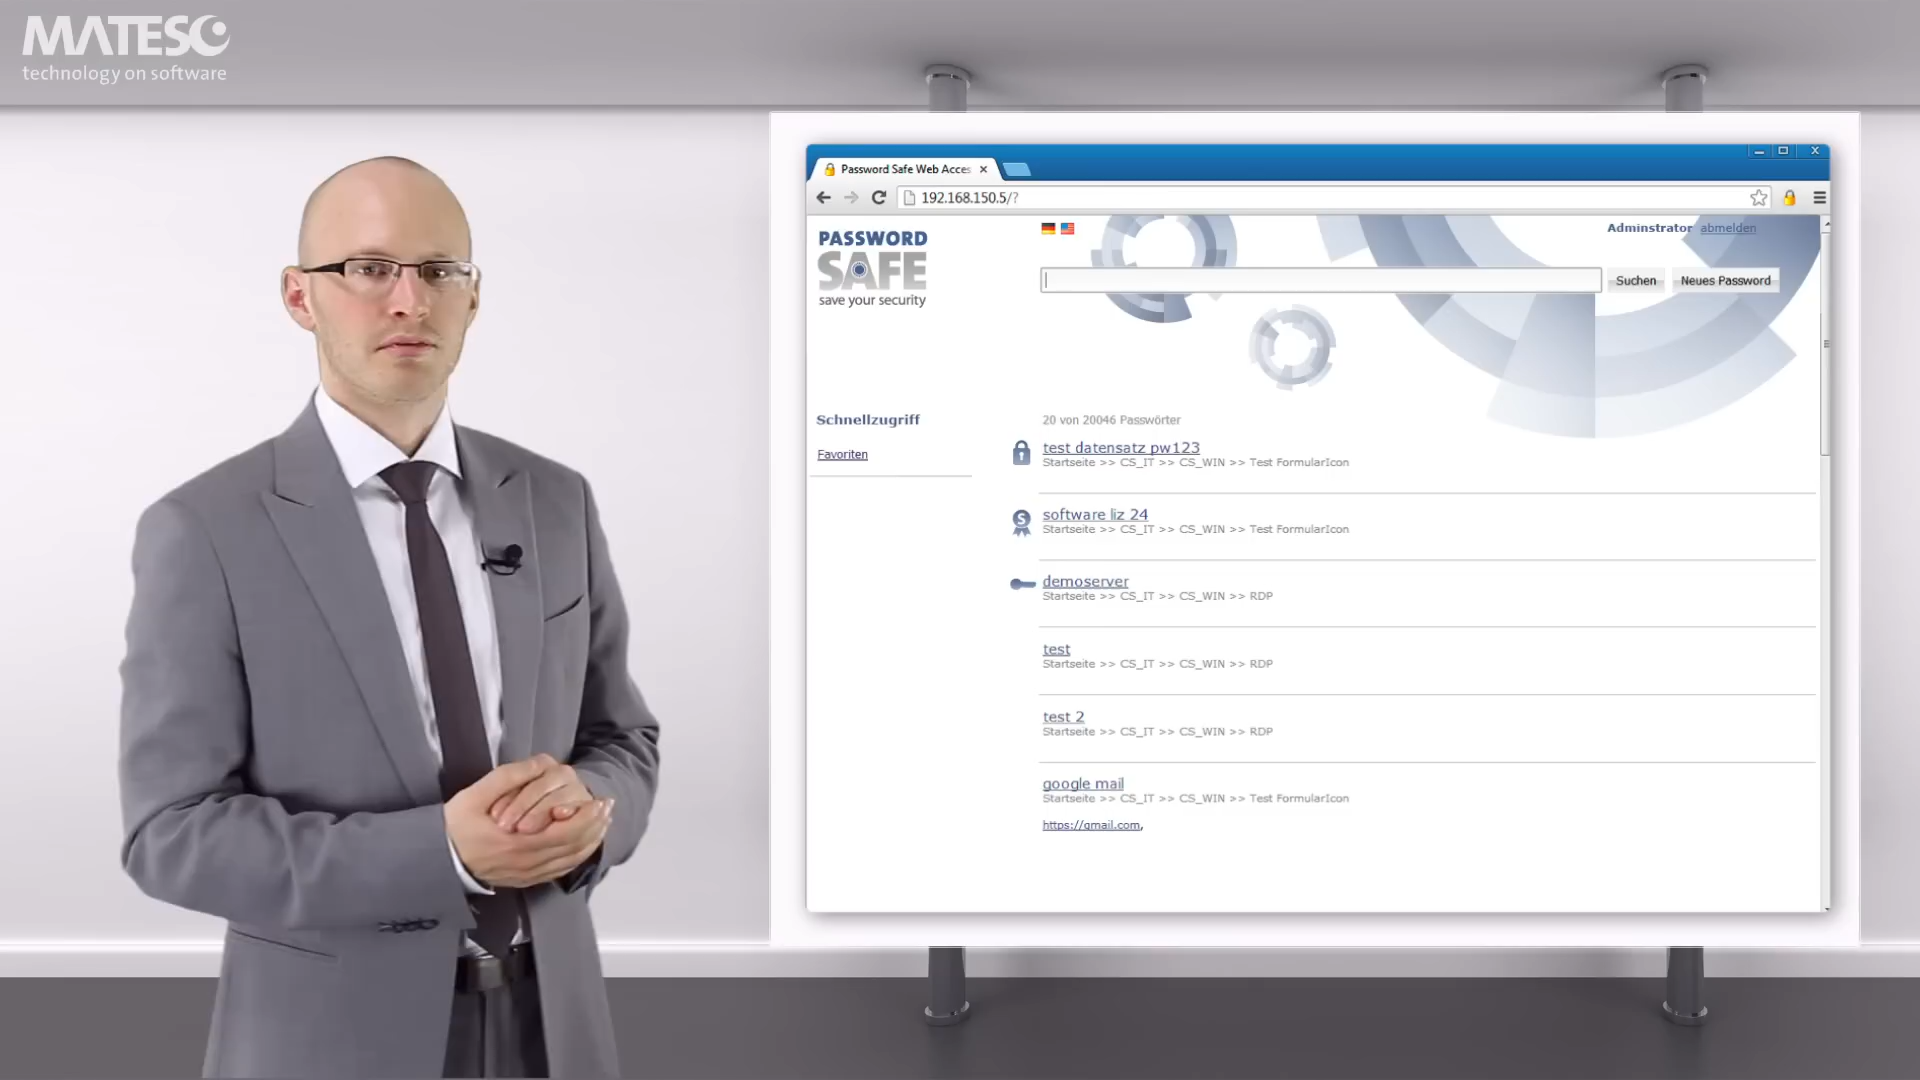 MATESO
technology on software
Password Safe Web Acces
192.168.150.5/?
PASSWORD
SAFE
save your security
Adminstrator abmelden
Suchen Neues Password
Schnellzugriff
Favoriten
20 von 20046 Passwörter
test datensatz pw123
Startseite >> CS_IT >> CS_WIN >> Test FormularIcon
software liz 24
Startseite >> CS_IT >> CS_WIN >> Test FormularIcon
demoserver
Startseite >> CS_IT >> CS_WIN >> RDP
test
Startseite >> CS_IT >> CS_WIN >> RDP
test 2
Startseite >> CS_IT >> CS_WIN >> RDP
google mail
Startseite >> CS_IT >> CS_WIN >> Test FormularIcon
https://gmail.com,